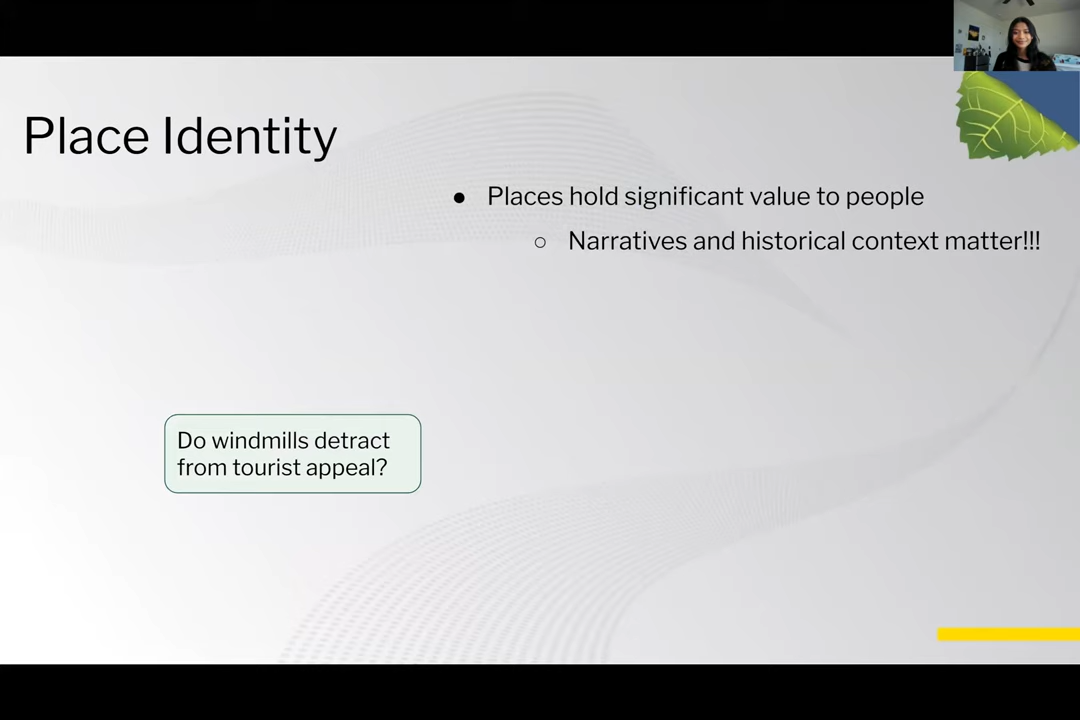 Place Identity
● Places hold significant value to people
○ Narratives and historical context matter!!!
Do windmills detract
from tourist appeal?